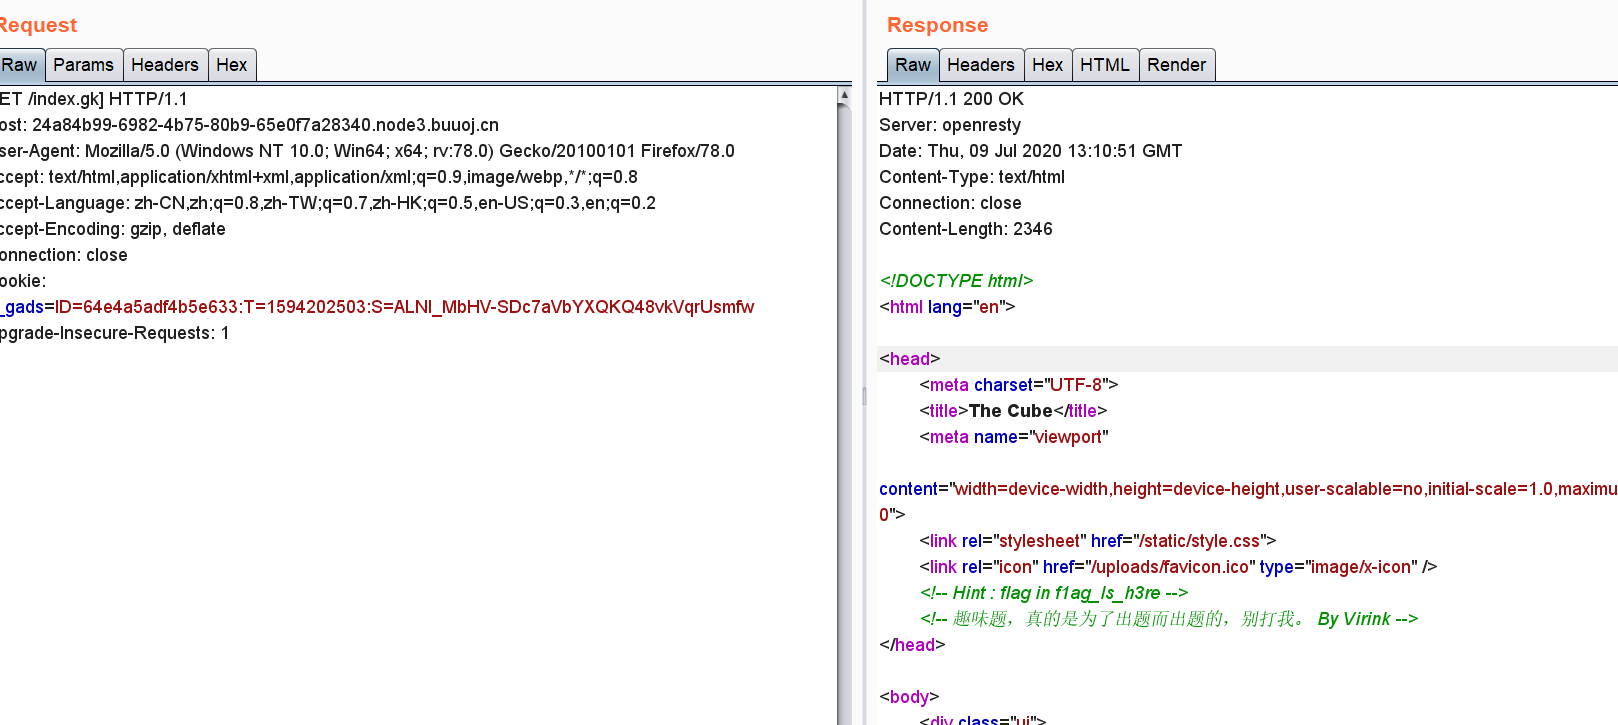 Request
Raw Params Headers Hex
ET /index.gk] HTTP/1.1
ost: 24a84b99-6982-4b75-80b9-65e0f7a28340.node3.buuoj.cn
ser-Agent: Mozilla/5.0 (Windows NT 10.0; Win64; x64; rv:78.0) Gecko/20100101 Firefox/78.0
ccept: text/html,application/xhtml+xml,application/xml;q=0.9,image/webp,*/*;q=0.8
ccept-Language: zh-CN,zh;q=0.8,zh-TW;q=0.7,zh-HK;q=0.5,en-US;q=0.3,en;q=0.2
ccept-Encoding: gzip, deflate
onnection: close
ookie:
_gads=ID=64e4a5adf4b5e633:T=1594202503:S=ALNI_MbHV-SDc7aVbYXQKQ48vkVqrUsmfw
pgrade-Insecure-Requests: 1
Response
Raw Headers Hex HTML Render
HTTP/1.1 200 OK
Server: openresty
Date: Thu, 09 Jul 2020 13:10:51 GMT
Content-Type: text/html
Connection: close
Content-Length: 2346
<!DOCTYPE html>
<html lang="en">
<head>
<meta charset="UTF-8">
<title>The Cube</title>
<meta name="viewport"
content="width=device-width,height=device-height,user-scalable=no,initial-scale=1.0,maximu
0">
<link rel="stylesheet" href="/static/style.css">
<link rel="icon" href="/uploads/favicon.ico" type="image/x-icon" />
<!-- Hint : flag in f1ag_Is_h3re -->
<!-- 趣味题，真的是为了出题而出题的，别打我。 By Virink -->
</head>
<body>
<div class="ui">